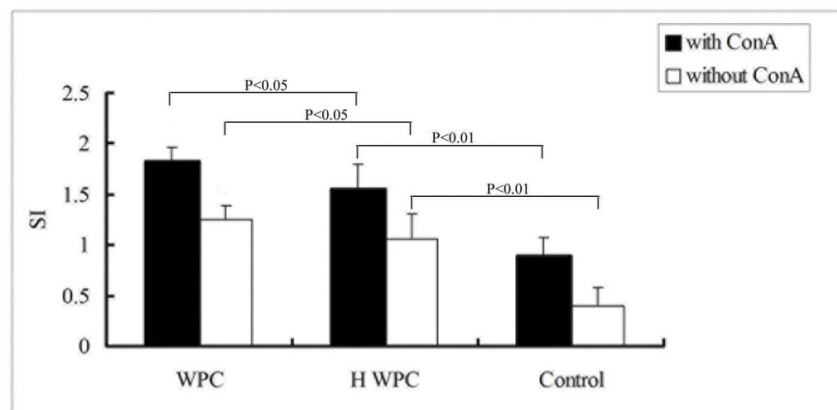 with ConA
without ConA
P<0.05
P<0.05
P<0.01
P<0.01
SI
2.5
2
1.5
1
0.5
0
WPC
H WPC
Control